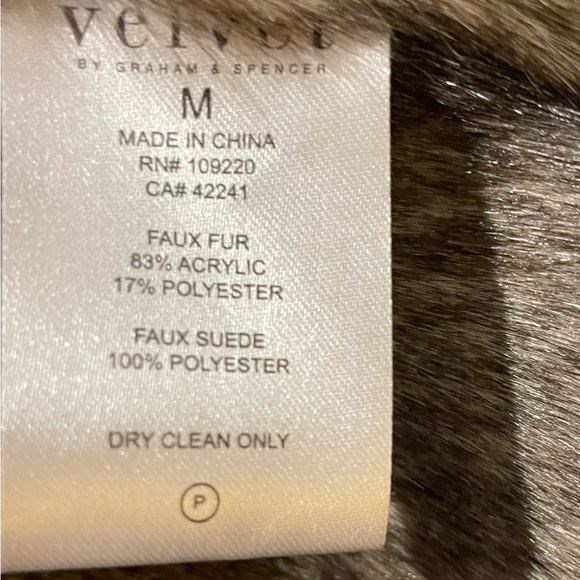 velvet
BY GRAHAM & SPENCER
M
MADE IN CHINA
RN# 109220
CA# 42241
FAUX FUR
83% ACRYLIC
17% POLYESTER
FAUX SUEDE
100% POLYESTER
DRY CLEAN ONLY
P